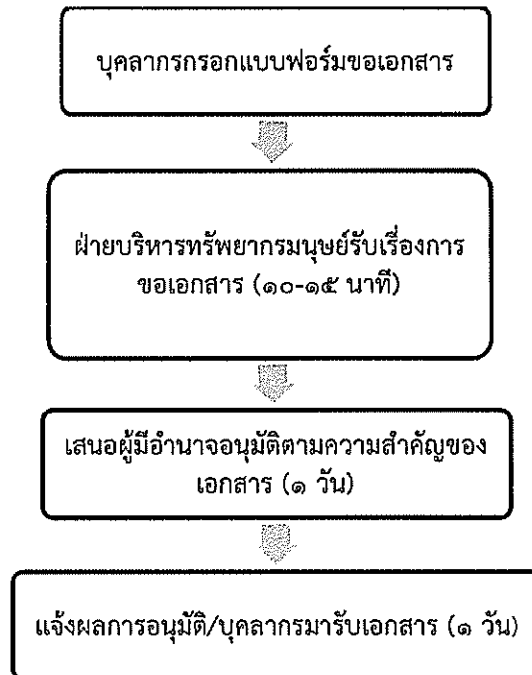 บุคลากรกรอกแบบฟอร์มขอเอกสาร
ฝ่ายบริหารทรัพยากรมนุษย์รับเรื่องการ
ขอเอกสาร (๑๐-๑๕ นาที)
เสนอผู้มีอำนาจอนุมัติตามความสำคัญของ
เอกสาร (๑ วัน)
แจ้งผลการอนุมัติ/บุคลากรมารับเอกสาร (๑ วัน)